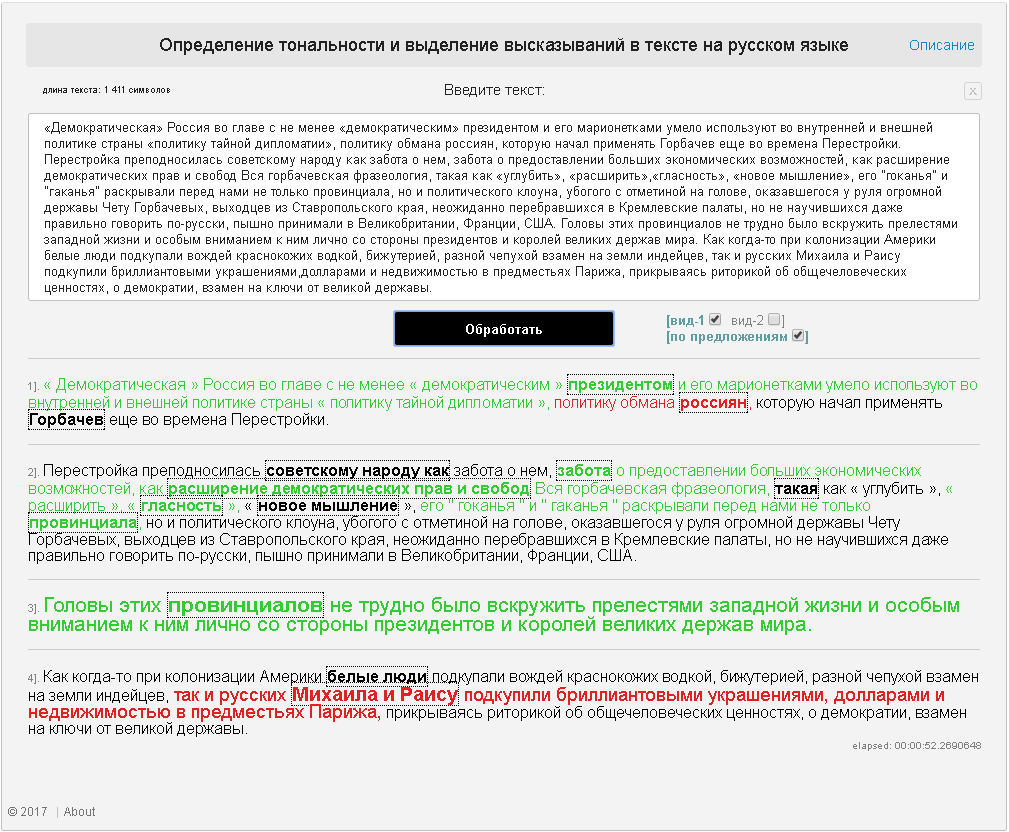 Определение тональности и выделение высказываний в тексте на русском языке
Описание
длина текста: 1 411 символов
Введите текст:
x
«Демократическая» Россия во главе с не менее «демократическим» президентом и его марионетками умело используют во внутренней и внешней
политике страны «политику тайной дипломатии», политику обмана россиян, которую начал применять Горбачев еще во времена Перестройки.
Перестройка преподносилась советскому народу как забота о нем, забота о предоставлении больших экономических возможностей, как расширение
демократических прав и свобод Вся горбачевская фразеология, такая как «углубить», «расширить»,«гласность», «новое мышление», его "гоканья" и
"гаканья" раскрывали перед нами не только провинциала, но и политического клоуна, убогого с отметиной на голове, оказавшегося у руля огромной
державы Чету Горбачевых, выходцев из Ставропольского края, неожиданно перебравшихся в Кремлевские палаты, но не научившихся даже
правильно говорить по-русски, пышно принимали в Великобритании, Франции, США. Головы этих провинциалов не трудно было вскружить прелестями
западной жизни и особым вниманием к ним лично со стороны президентов и королей великих держав мира. Как когда-то при колонизации Америки
белые люди подкупали вождей краснокожих водкой, бижутерией, разной чепухой взамен на земли индейцев, так и русских Михаила и Раису
подкупили бриллиантовыми украшениями,долларами и недвижимостью в предместьях Парижа, прикрываясь риторикой об общечеловеческих
ценностях, о демократии, взамен на ключи от великой державы.
Обработать
[вид-1 вид-2 ]
[по предложениям ]
1]. « Демократическая » Россия во главе с не менее « демократическим » президентом и его марионетками умело используют во
внутренней и внешней политике страны « политику тайной дипломатии », политику обмана россиян, которую начал применять
Горбачев еще во времена Перестройки.
2]. Перестройка преподносилась советскому народу как забота о нем, забота о предоставлении больших экономических
возможностей, как расширение демократических прав и свобод Вся горбачевская фразеология, такая как « углубить », «
расширить », « гласность », « новое мышление », его " гоканья " и " гаканья " раскрывали перед нами не только
провинциала, но и политического клоуна, убогого с отметиной на голове, оказавшегося у руля огромной державы Чету
Горбачевых, выходцев из Ставропольского края, неожиданно перебравшихся в Кремлевские палаты, но не научившихся даже
правильно говорить по-русски, пышно принимали в Великобритании, Франции, США.
3]. Головы этих провинциалов не трудно было вскружить прелестями западной жизни и особым
вниманием к ним лично со стороны президентов и королей великих держав мира.
4]. Как когда-то при колонизации Америки белые люди подкупали вождей краснокожих водкой, бижутерией, разной чепухой взамен
на земли индейцев, так и русских Михаила и Раису подкупили бриллиантовыми украшениями, долларами и
недвижимостью в предместьях Парижа, прикрываясь риторикой об общечеловеческих ценностях, о демократии, взамен
на ключи от великой державы.
elapsed: 00:00:52.2690648
© 2017 | About